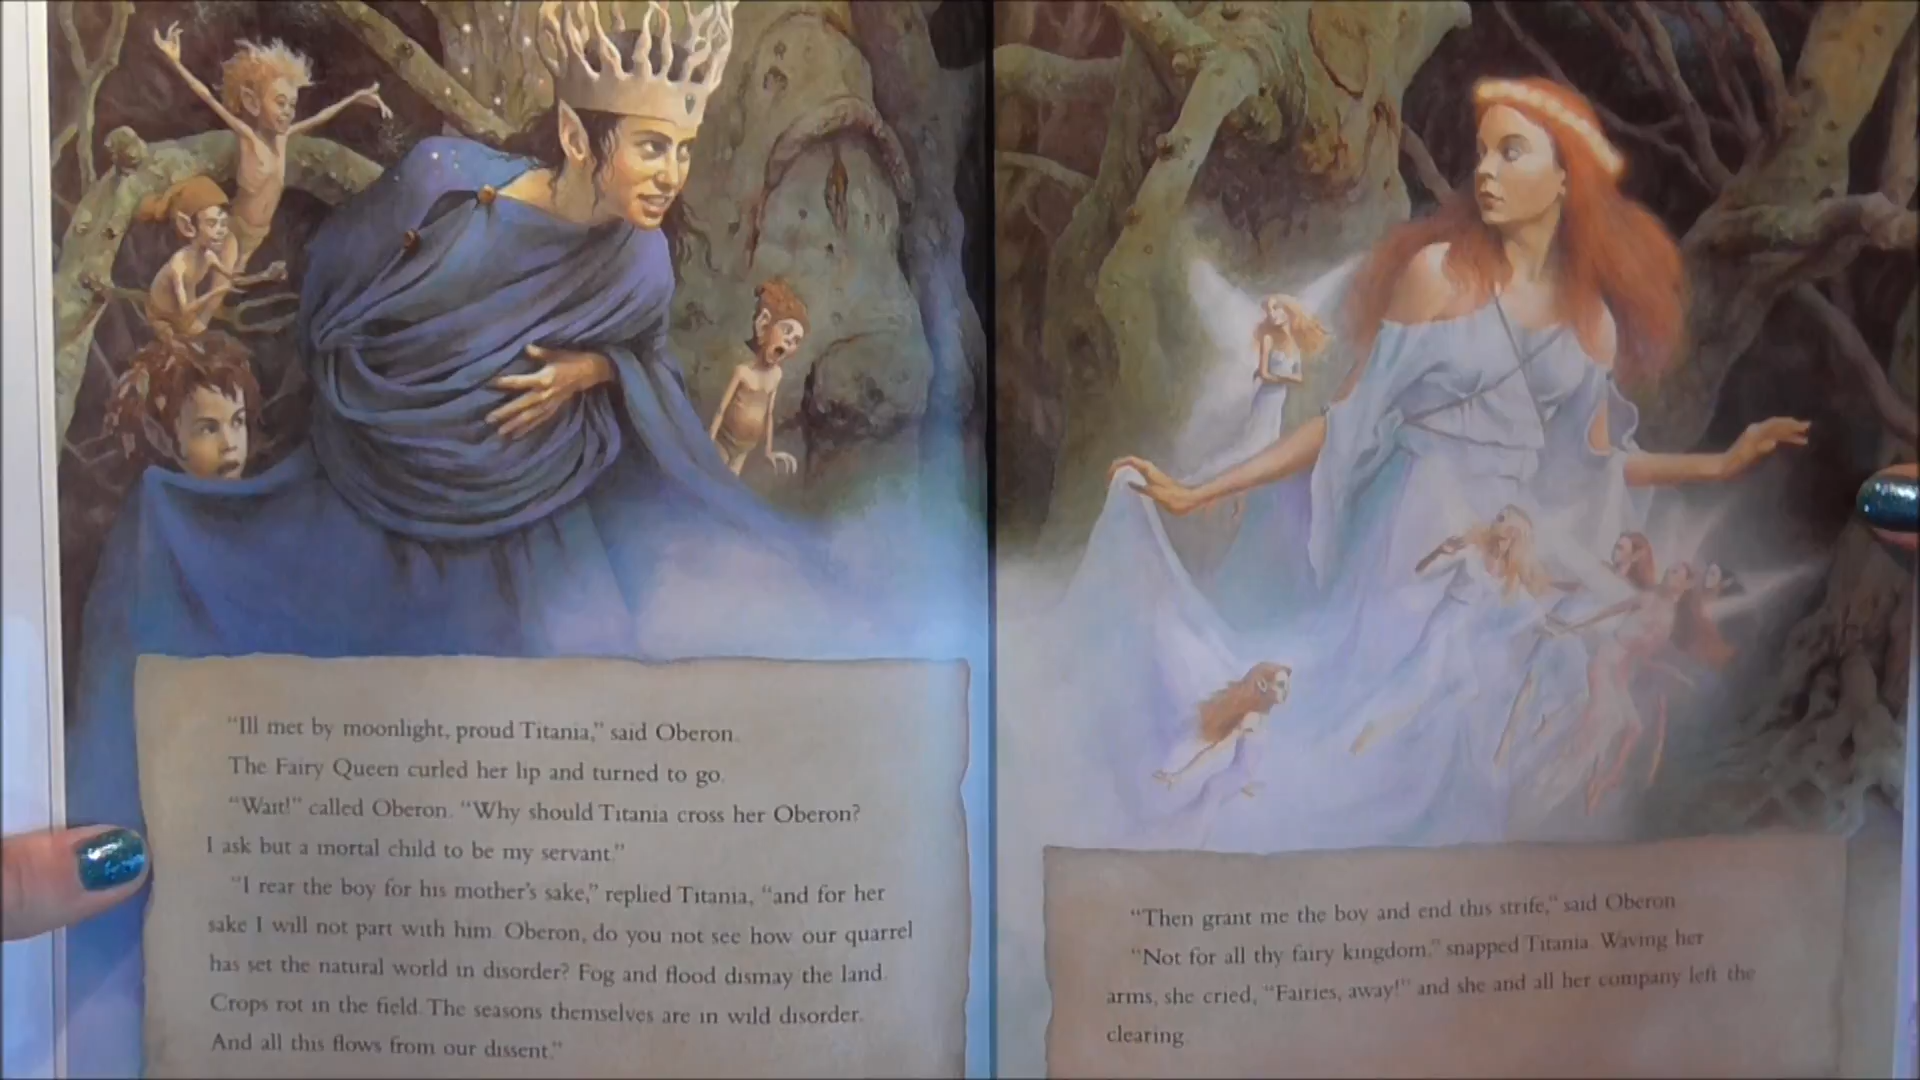 “Ill met by moonlight, proud Titania,” said Oberon.
The Fairy Queen curled her lip and turned to go.
“Wait!” called Oberon. “Why should Titania cross her Oberon?
I ask but a mortal child to be my servant.”
“I rear the boy for his mother’s sake,” replied Titania, “and for her
sake I will not part with him. Oberon, do you not see how our quarrel
has set the natural world in disorder? Fog and flood dismay the land.
Crops rot in the field. The seasons themselves are in wild disorder.
And all this flows from our dissent.”
“Then grant me the boy and end this strife,” said Oberon.
“Not for all thy fairy kingdom,” snapped Titania. Waving her
arms, she cried, “Fairies, away!” and she and all her company left the
clearing.